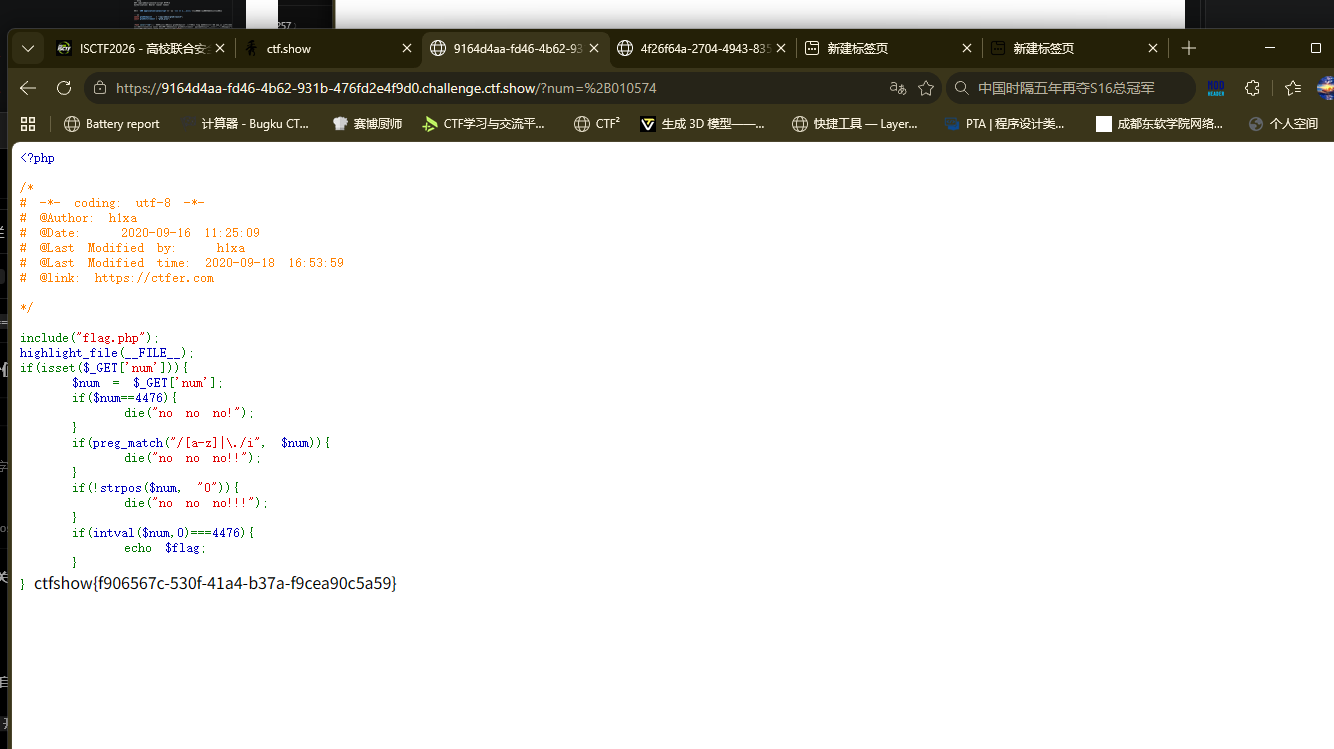 257)
ISCTF2026 - 高校联合安全
ctf.show
9164d4aa-fd46-4b62-93
4f26f64a-2704-4943-835
新建标签页
新建标签页
https://9164d4aa-fd46-4b62-931b-476fd2e4f9d0.challenge.ctf.show/?num=%2B010574
中国时隔五年再夺S16总冠军
MOD
HEADER
Battery report
计算器 - Bugku CT...
赛博厨师
CTF学习与交流平...
CTF²
生成 3D 模型——...
快捷工具 — Layer...
PTA | 程序设计类...
成都东软学院网络...
个人空间
<?php
/*
# -*- coding: utf-8 -*-
# @Author: h1xa
# @Date:   2020-09-16 11:25:09
# @Last Modified by:   h1xa
# @Last Modified time: 2020-09-18 16:53:59
# @link: https://ctfer.com
*/
include("flag.php");
highlight_file(__FILE__);
if(isset($_GET['num'])){
    $num = $_GET['num'];
    if($num==4476){
        die("no no no!");
    }
    if(preg_match("/[a-z]|\./i", $num)){
        die("no no no!!");
    }
    if(!strpos($num, "0")){
        die("no no no!!!");
    }
    if(intval($num,0)===4476){
        echo $flag;
    }
} ctfshow{f906567c-530f-41a4-b37a-f9cea90c5a59}